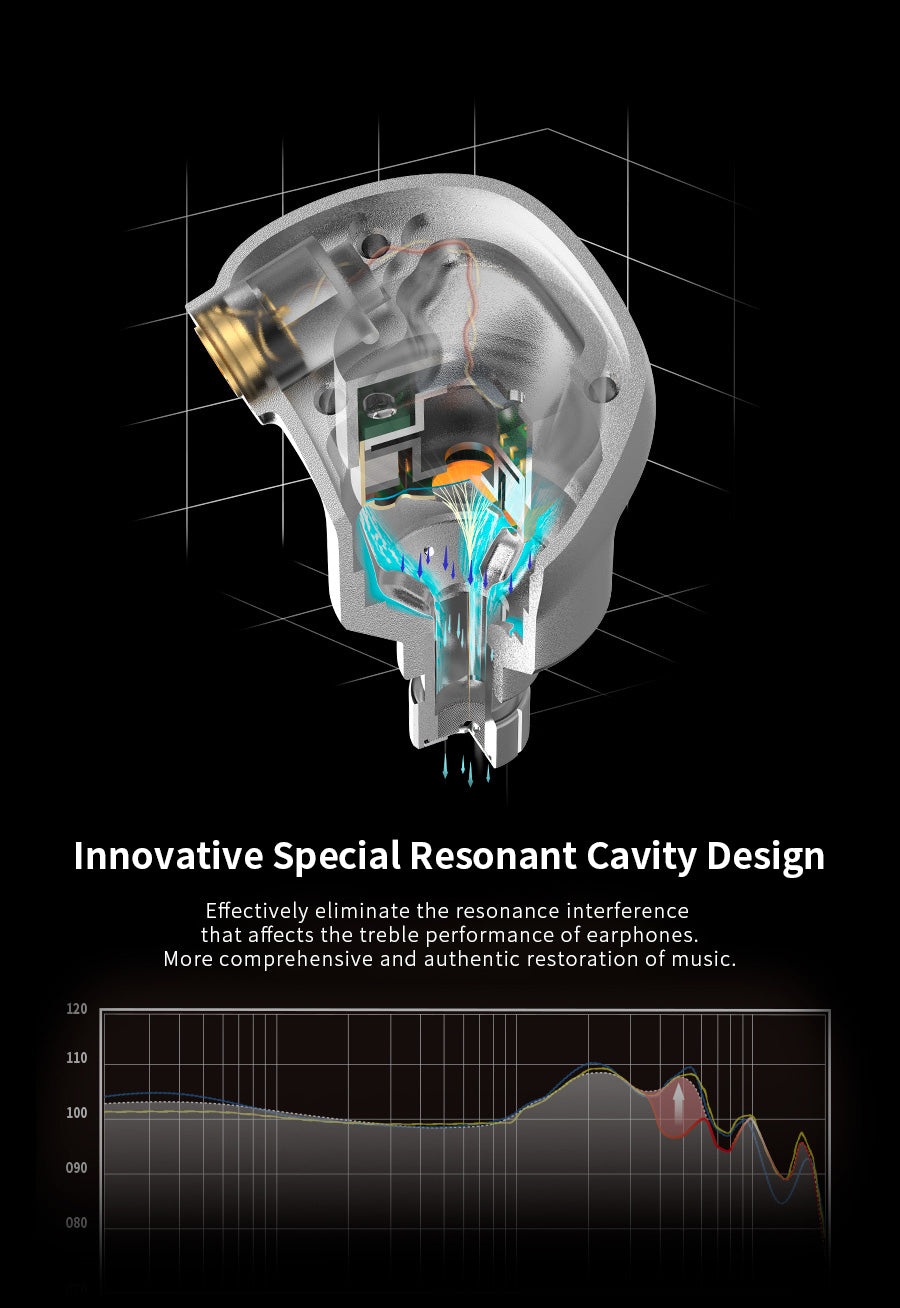 Innovative Special Resonant Cavity Design
Effectively eliminate the resonance interference
that affects the treble performance of earphones.
More comprehensive and authentic restoration of music.
120
110
100
090
080